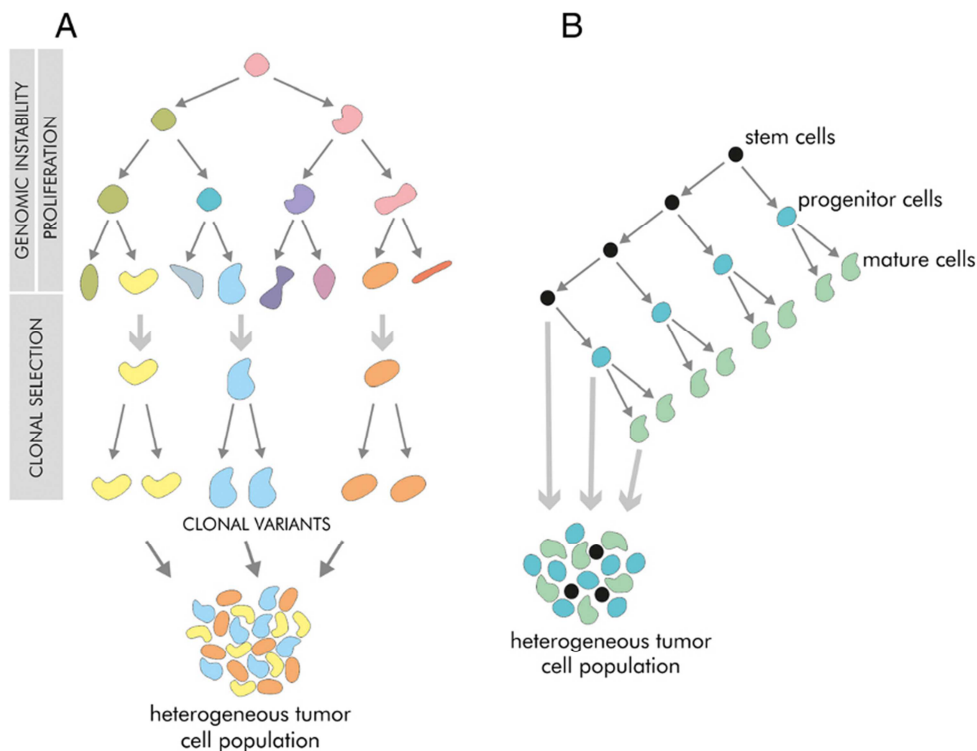 A
GENOMIC INSTABILITY
PROLIFERATION
CLONAL SELECTION
CLONAL VARIANTS
heterogeneous tumor
cell population
B
stem cells
progenitor cells
mature cells
heterogeneous tumor
cell population